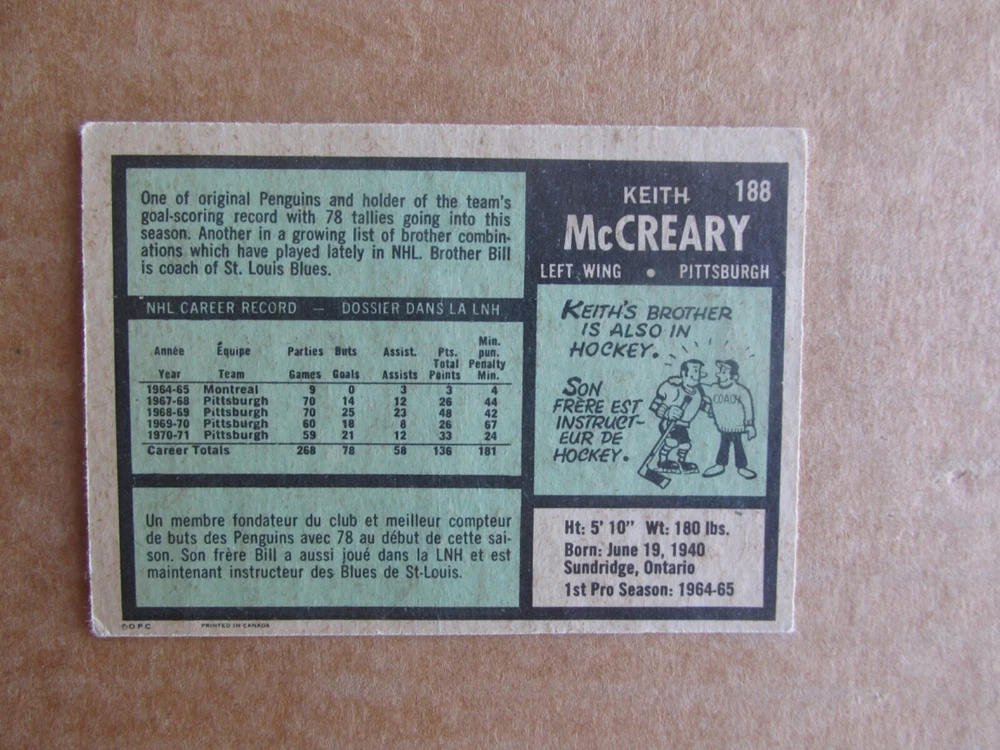 One of original Penguins and holder of the team's
goal-scoring record with 78 tallies going into this
season. Another in a growing list of brother combin-
ations which have played lately in NHL. Brother Bill
is coach of St. Louis Blues.
NHL CAREER RECORD — DOSSIER DANS LA LNH
Année Équipe Parties Buts Assist. Pts. Total Min. pun.
Year Team Games Goals Assists Points Penalty Min.
1964-65 Montreal 9 0 3 3 4
1967-68 Pittsburgh 70 14 12 26 44
1968-69 Pittsburgh 70 25 23 48 42
1969-70 Pittsburgh 60 18 8 26 67
1970-71 Pittsburgh 59 21 12 33 24
Career Totals 268 78 58 136 181
Un membre fondateur du club et meilleur compteur
de buts des Penguins avec 78 au début de cette sai-
son. Son frère Bill a aussi joué dans la LNH et est
maintenant instructeur des Blues de St-Louis.
©O.P.C. PRINTED IN CANADA
KEITH 188
McCREARY
LEFT WING • PITTSBURGH
KEITH'S BROTHER
IS ALSO IN
HOCKEY.
SON
FRÈRE EST
INSTRUCT-
EUR DE
HOCKEY.
COACH
Ht: 5' 10" Wt: 180 lbs.
Born: June 19, 1940
Sundridge, Ontario
1st Pro Season: 1964-65